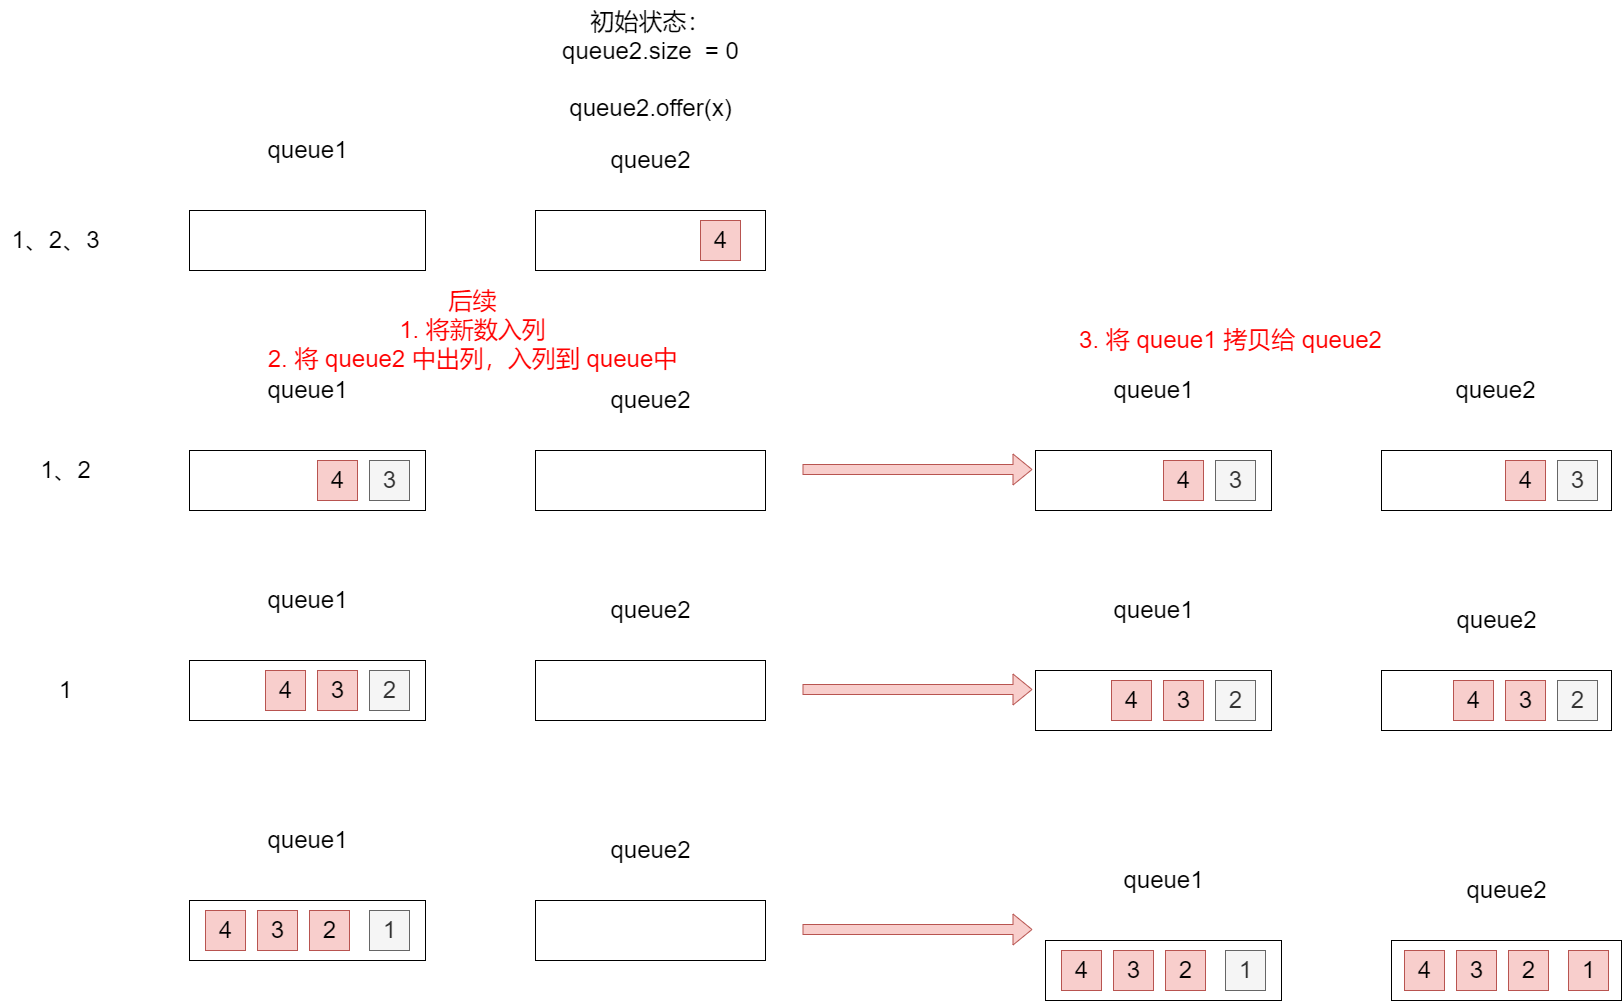 初始状态：
queue2.size = 0
queue2.offer(x)
queue1
queue2
1、2、3
4
后续
1. 将新数入列
2. 将 queue2 中出列，入列到 queue中
3. 将 queue1 拷贝给 queue2
queue1
queue2
queue1
queue2
1、2
4 3
4 3
4 3
queue1
queue2
queue1
queue2
1
4 3 2
4 3 2
4 3 2
queue1
queue2
queue1
queue2
4 3 2 1
4 3 2 1
4 3 2 1